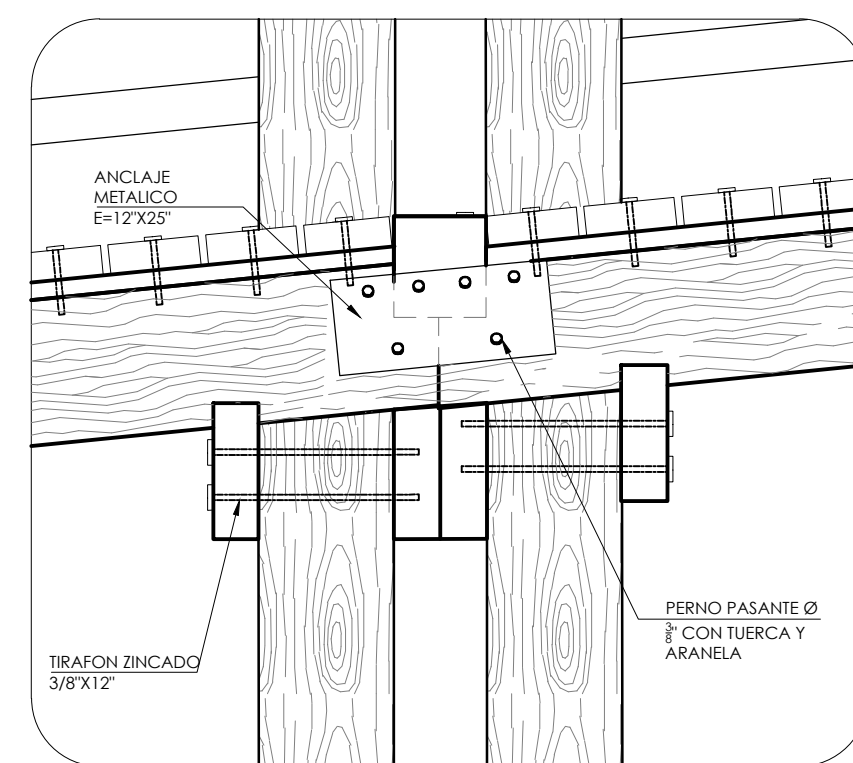 ANCLAJE
METALICO
E=12"X25"
PERNO PASANTE Ø
3/8" CON TUERCA Y
ARANELA
TIRAFON ZINCADO
3/8"X12"